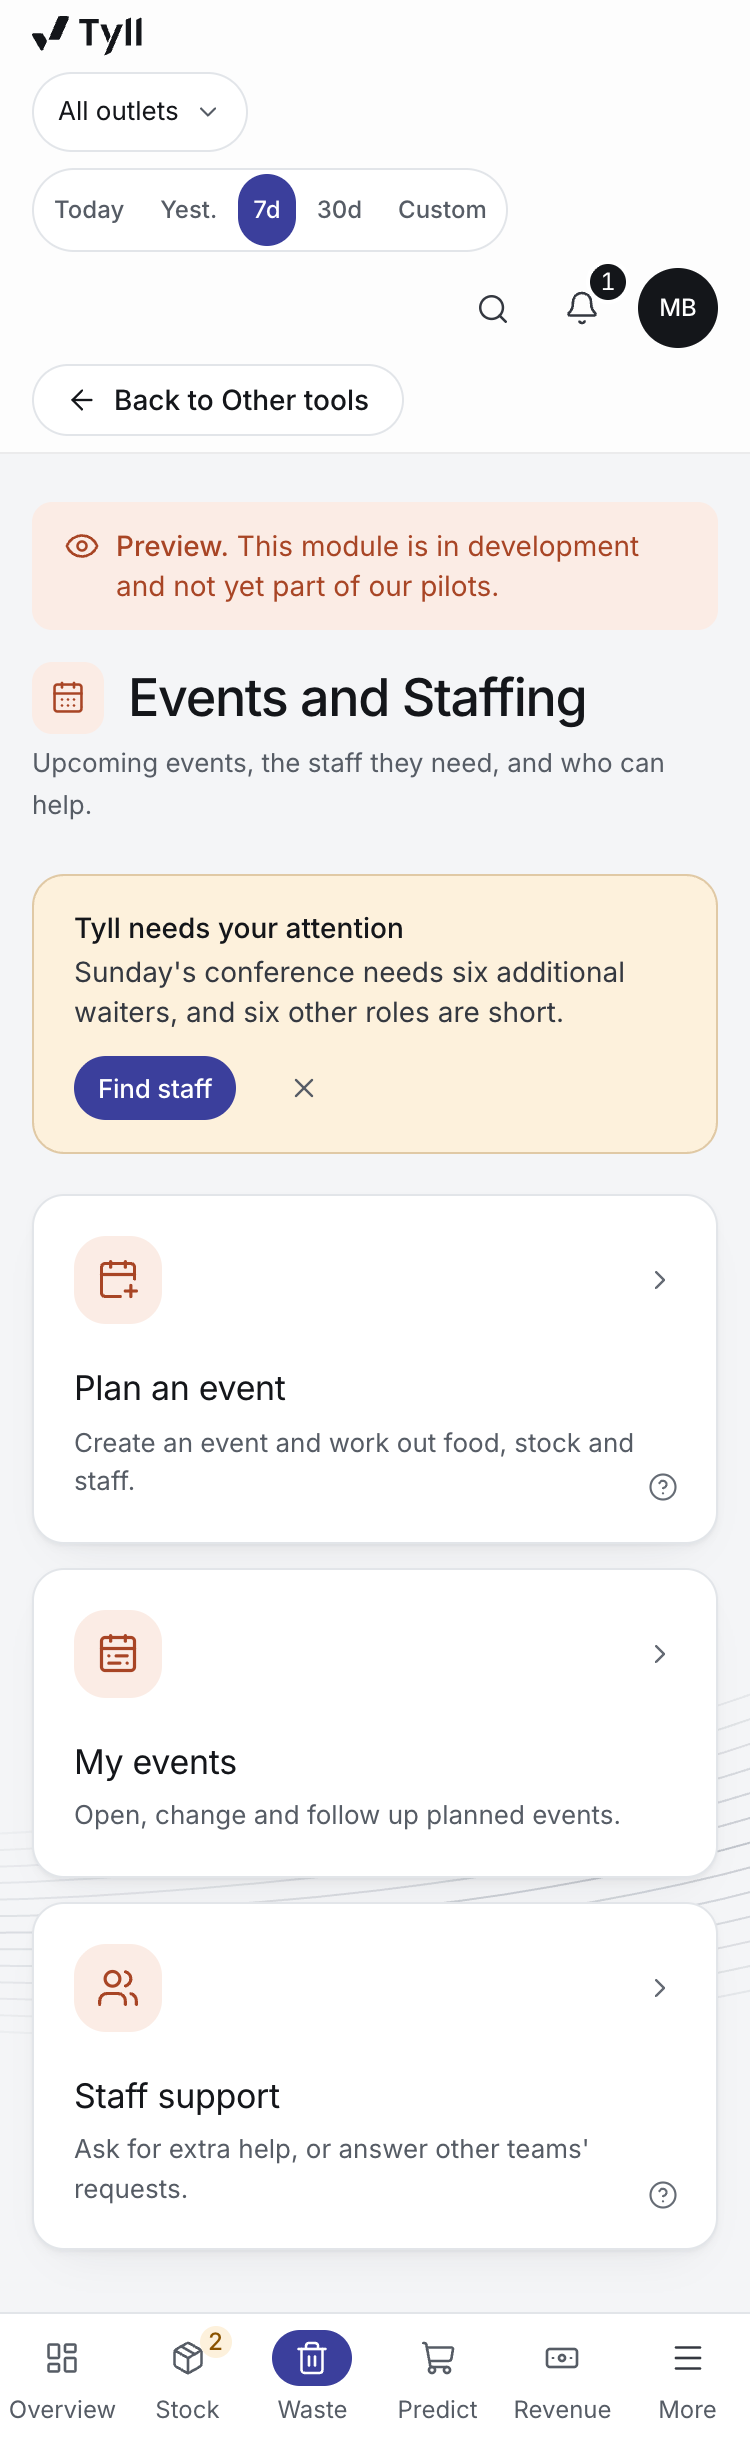 Tyll
All outlets
Today Yest. 7d 30d Custom
1
MB
Back to Other tools
Preview. This module is in development
and not yet part of our pilots.
Events and Staffing
Upcoming events, the staff they need, and who can
help.
Tyll needs your attention
Sunday's conference needs six additional
waiters, and six other roles are short.
Find staff
Plan an event
Create an event and work out food, stock and
staff.
My events
Open, change and follow up planned events.
Staff support
Ask for extra help, or answer other teams'
requests.
2
Overview Stock Waste Predict Revenue More